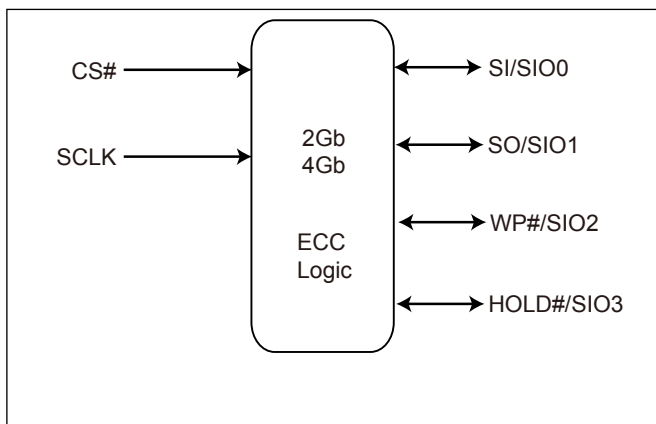 CS#
SCLK
2Gb
4Gb
ECC
Logic
SI/SIO0
SO/SIO1
WP#/SIO2
HOLD#/SIO3